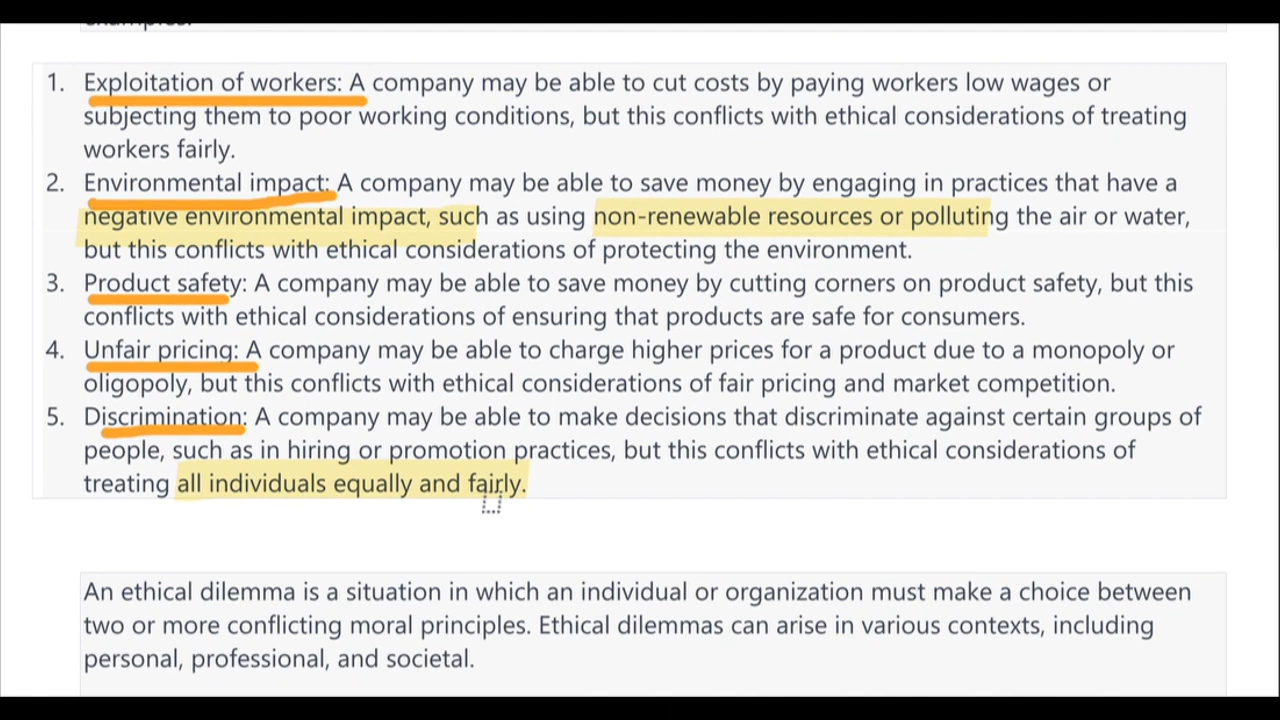 examples.
1. Exploitation of workers: A company may be able to cut costs by paying workers low wages or
subjecting them to poor working conditions, but this conflicts with ethical considerations of treating
workers fairly.
2. Environmental impact: A company may be able to save money by engaging in practices that have a
negative environmental impact, such as using non-renewable resources or polluting the air or water,
but this conflicts with ethical considerations of protecting the environment.
3. Product safety: A company may be able to save money by cutting corners on product safety, but this
conflicts with ethical considerations of ensuring that products are safe for consumers.
4. Unfair pricing: A company may be able to charge higher prices for a product due to a monopoly or
oligopoly, but this conflicts with ethical considerations of fair pricing and market competition.
5. Discrimination: A company may be able to make decisions that discriminate against certain groups of
people, such as in hiring or promotion practices, but this conflicts with ethical considerations of
treating all individuals equally and fairly.
An ethical dilemma is a situation in which an individual or organization must make a choice between
two or more conflicting moral principles. Ethical dilemmas can arise in various contexts, including
personal, professional, and societal.